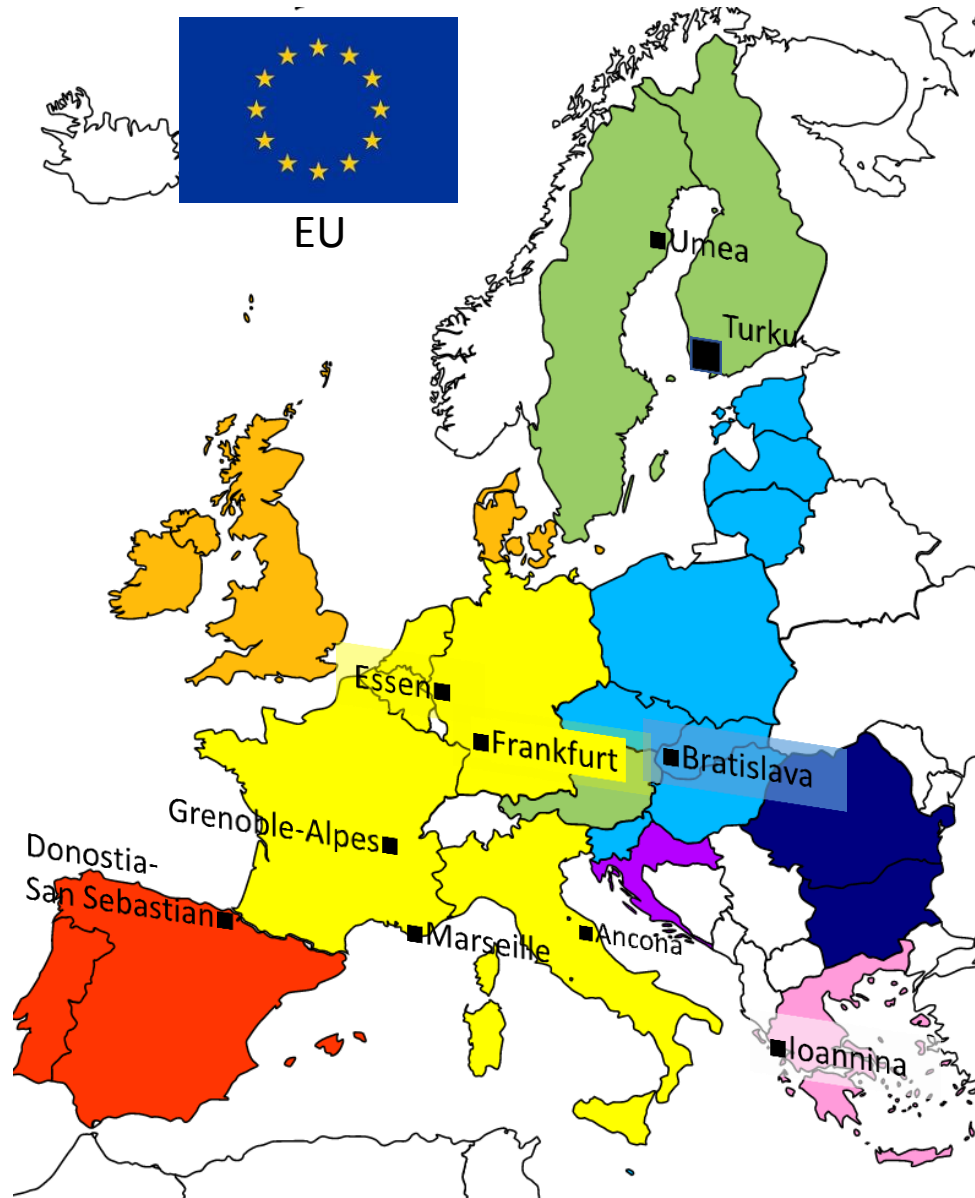 EU
Umea
Turku
Essen
Frankfurt
Bratislava
Grenoble-Alpes
Donostia-
San Sebastian
Marseille
Ancona
Ioannina